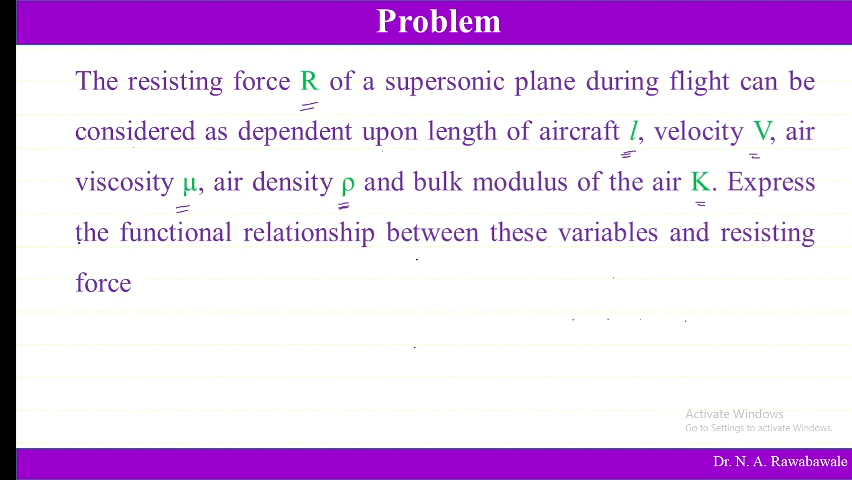 Problem
The resisting force R of a supersonic plane during flight can be
considered as dependent upon length of aircraft l, velocity V, air
viscosity μ, air density ρ and bulk modulus of the air K. Express
the functional relationship between these variables and resisting
force
Activate Windows
Go to Settings to activate Windows.
Dr. N. A. Rawabawale